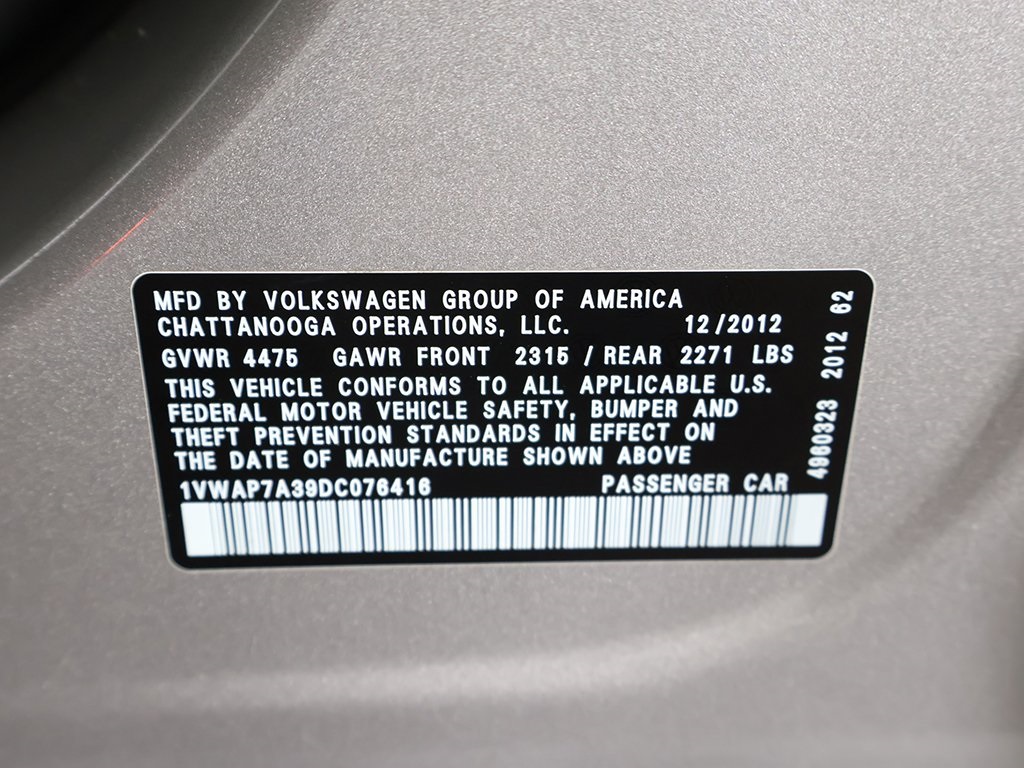 MFD BY VOLKSWAGEN GROUP OF AMERICA
CHATTANOOGA OPERATIONS, LLC. 12/2012
GVWR 4475 GAWR FRONT 2315 / REAR 2271 LBS
THIS VEHICLE CONFORMS TO ALL APPLICABLE U.S.
FEDERAL MOTOR VEHICLE SAFETY, BUMPER AND
THEFT PREVENTION STANDARDS IN EFFECT ON
THE DATE OF MANUFACTURE SHOWN ABOVE
1VWAP7A39DC076416 PASSENGER CAR
4960323 2012 62